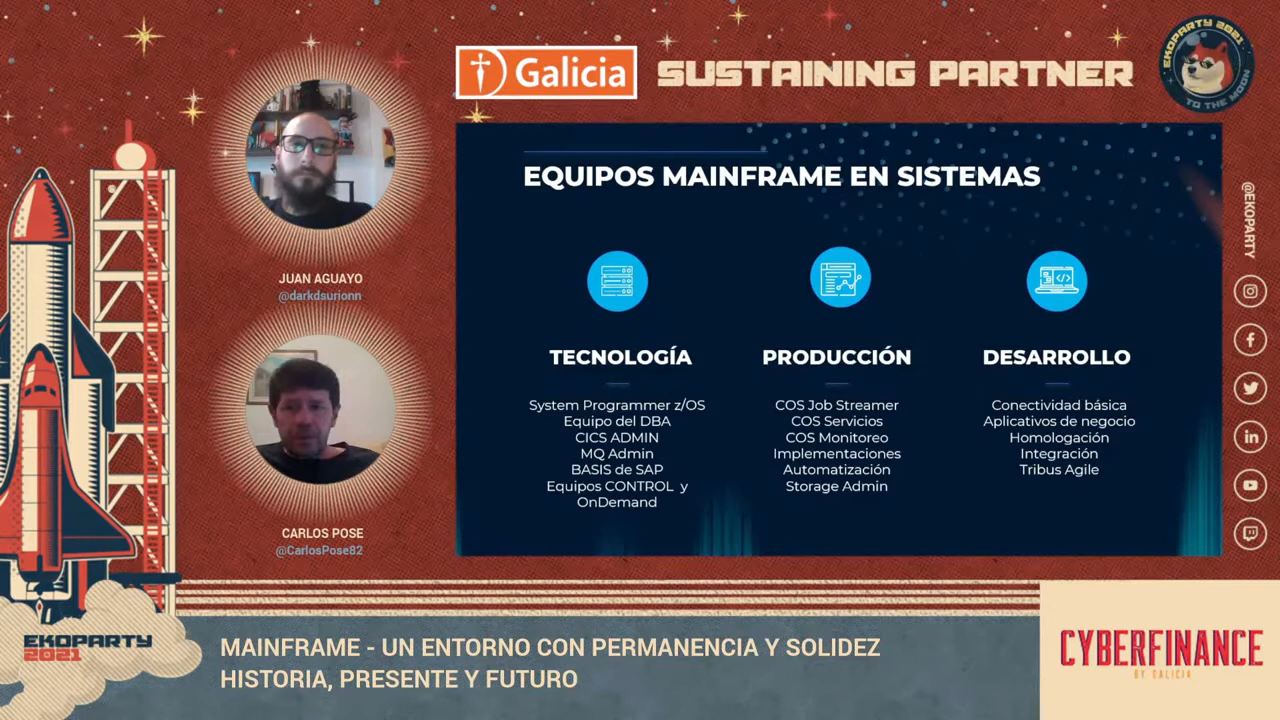 Galicia
SUSTAINING PARTNER
EKOPARTY 2021
TO THE MOON
EQUIPOS MAINFRAME EN SISTEMAS
TECNOLOGÍA
System Programmer z/OS
Equipo del DBA
CICS ADMIN
MQ Admin
BASIS de SAP
Equipos CONTROL y
OnDemand
PRODUCCIÓN
COS Job Streamer
COS Servicios
COS Monitoreo
Implementaciones
Automatización
Storage Admin
DESARROLLO
Conectividad básica
Aplicativos de negocio
Homologación
Integración
Tribus Agile
JUAN AGUAYO
@darkdsurionn
CARLOS POSE
@CarlosPose82
@EKOPARTY
EKOPARTY
2021
MAINFRAME - UN ENTORNO CON PERMANENCIA Y SOLIDEZ
HISTORIA, PRESENTE Y FUTURO
CYBERFINANCE
BY GALICIA